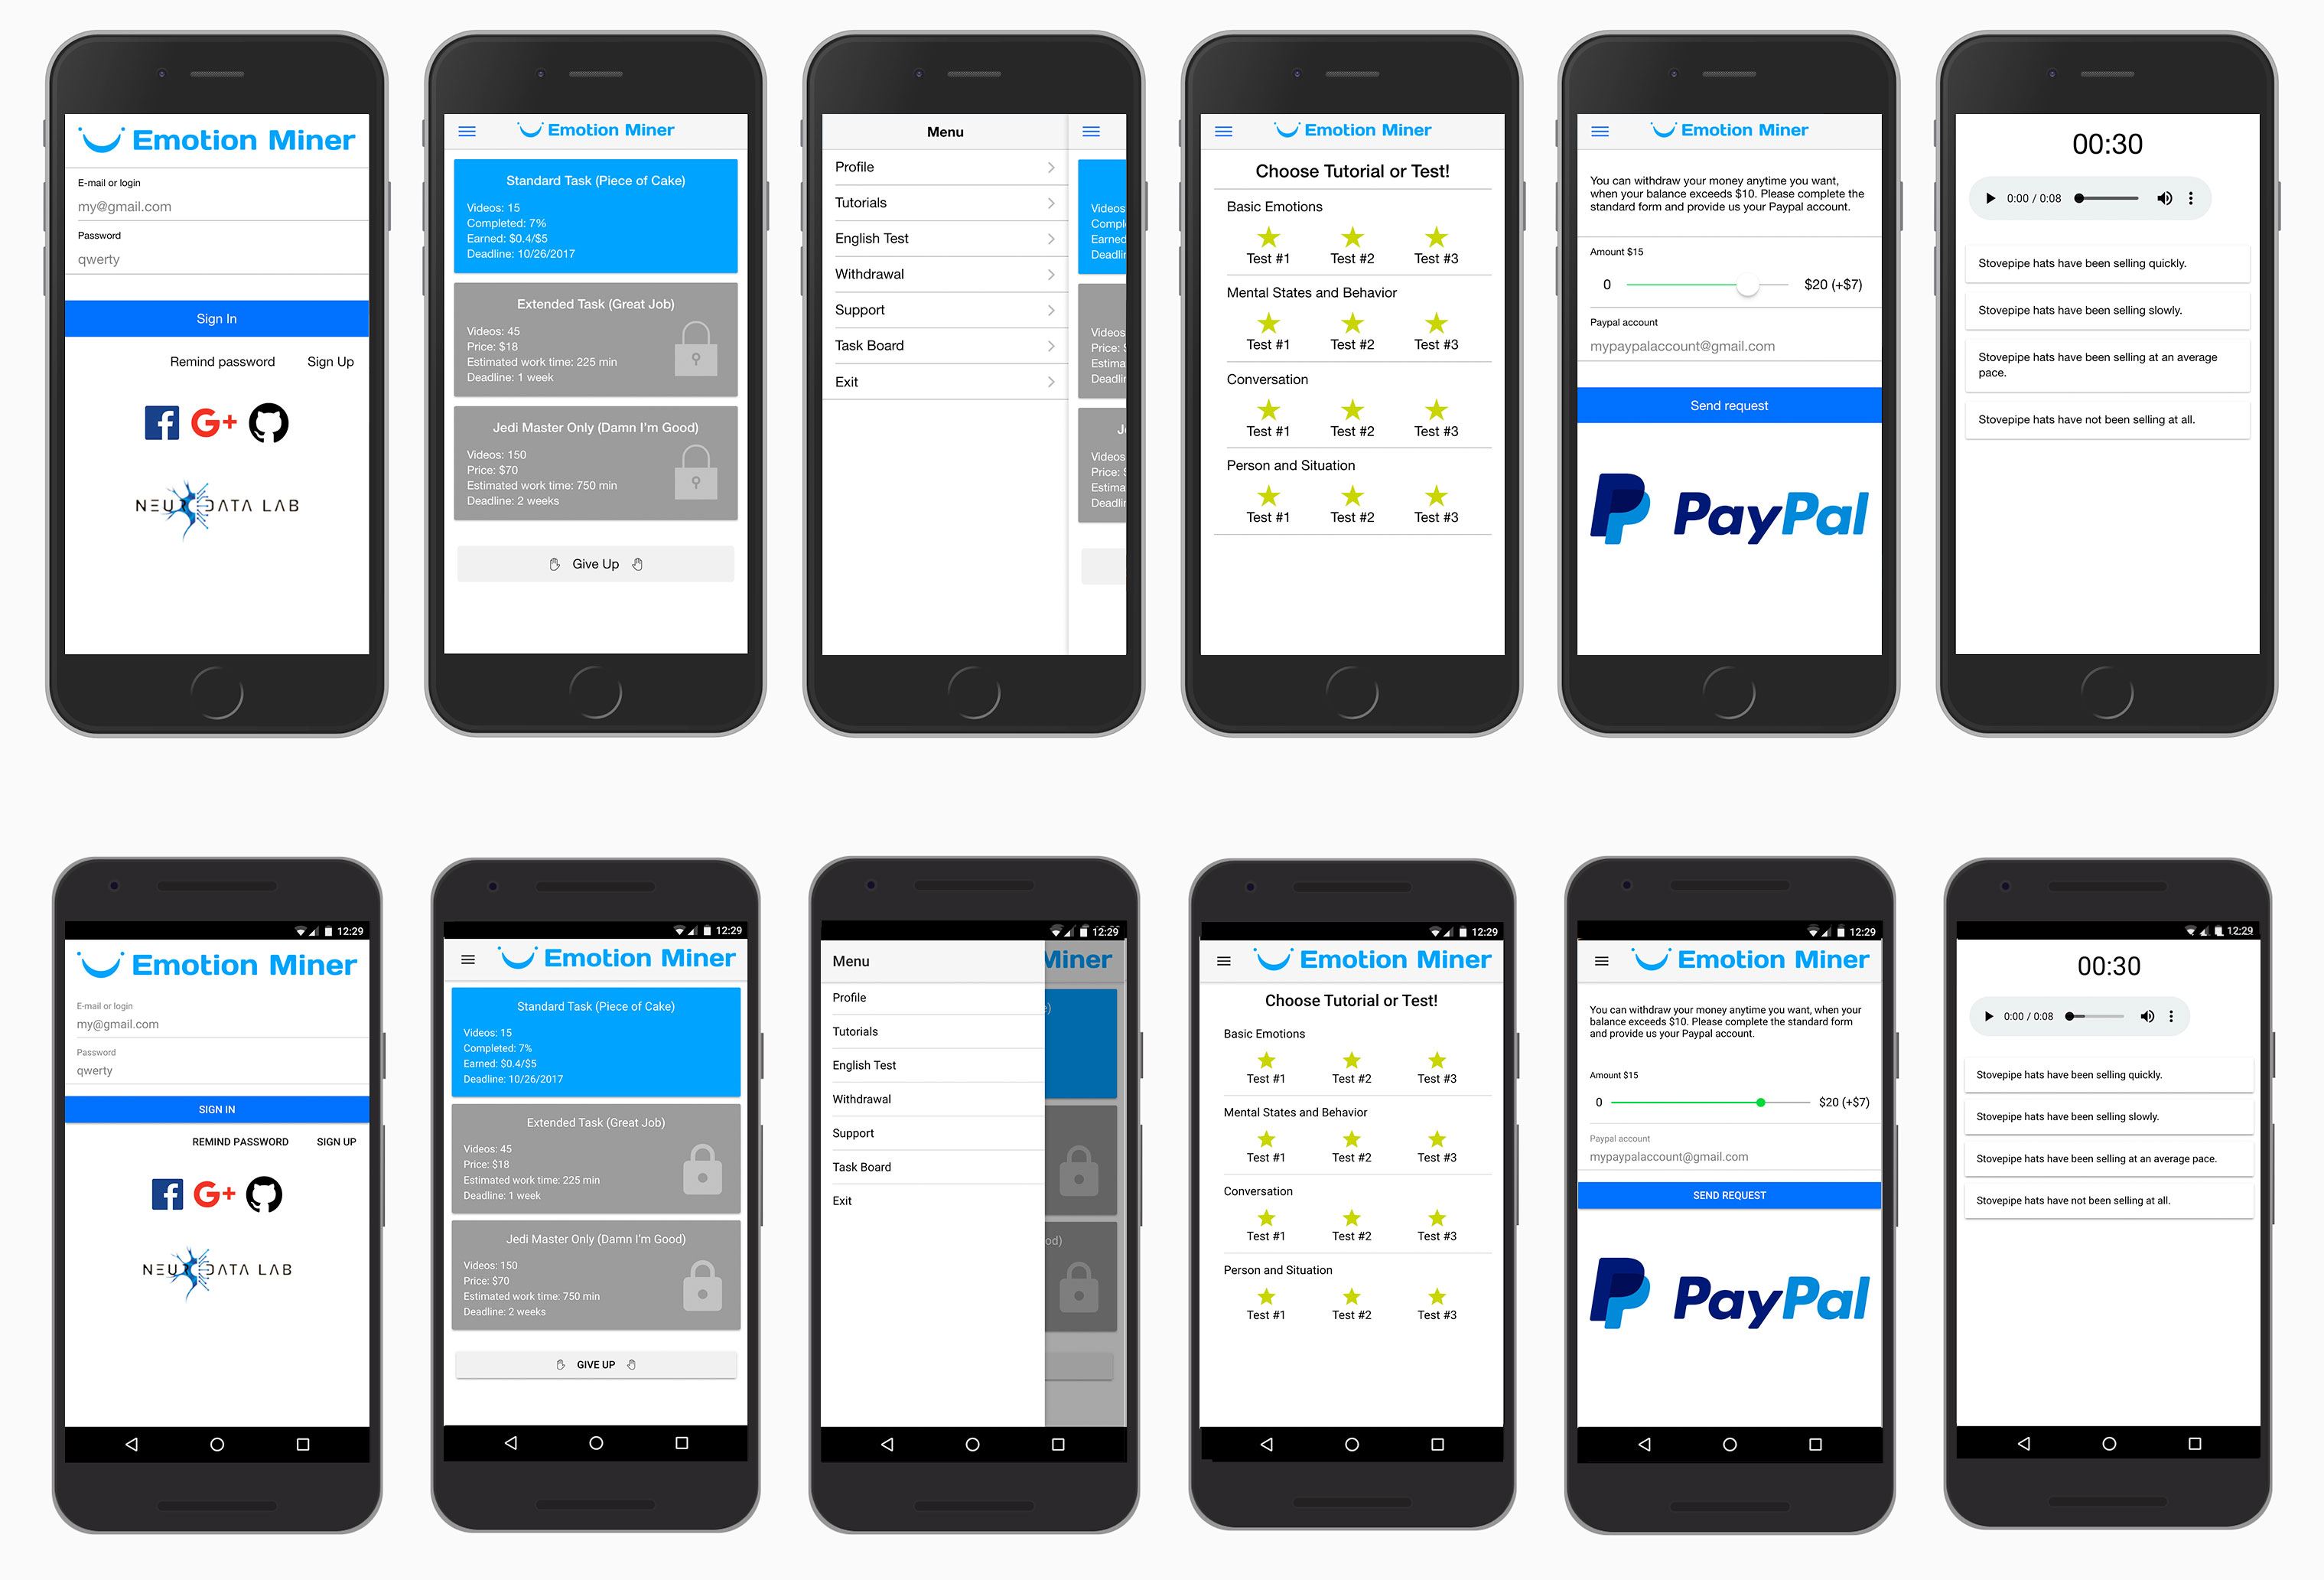 Emotion Miner
E-mail or login
my@gmail.com
Password
qwerty
Sign In
Remind password Sign Up
G+
NEURODATA LAB
Emotion Miner
Standard Task (Piece of Cake)
Videos: 15
Completed: 7%
Earned: $0.4/$5
Deadline: 10/26/2017
Extended Task (Great Job)
Videos: 45
Price: $18
Estimated work time: 225 min
Deadline: 1 week
Jedi Master Only (Damn I'm Good)
Videos: 150
Price: $70
Estimated work time: 750 min
Deadline: 2 weeks
Give Up
Menu
Profile
Tutorials
English Test
Withdrawal
Support
Task Board
Exit
Videos
Compl
Earned
Deadlin
Videos
Price: $
Estima
Deadlin
Je
Videos
Price: $
Estima
Deadlin
Emotion Miner
Choose Tutorial or Test!
Basic Emotions
Test #1 Test #2 Test #3
Mental States and Behavior
Test #1 Test #2 Test #3
Conversation
Test #1 Test #2 Test #3
Person and Situation
Test #1 Test #2 Test #3
Emotion Miner
You can withdraw your money anytime you want,
when your balance exceeds $10. Please complete the
standard form and provide us your Paypal account.
Amount $15
0 $20 (+$7)
Paypal account
mypaypalaccount@gmail.com
Send request
PayPal
00:30
0:00 / 0:08
Stovepipe hats have been selling quickly.
Stovepipe hats have been selling slowly.
Stovepipe hats have been selling at an average
pace.
Stovepipe hats have not been selling at all.
12:29
Emotion Miner
E-mail or login
my@gmail.com
Password
qwerty
SIGN IN
REMIND PASSWORD SIGN UP
G+
NEURODATA LAB
12:29
Emotion Miner
Standard Task (Piece of Cake)
Videos: 15
Completed: 7%
Earned: $0.4/$5
Deadline: 10/26/2017
Extended Task (Great Job)
Videos: 45
Price: $18
Estimated work time: 225 min
Deadline: 1 week
Jedi Master Only (Damn I'm Good)
Videos: 150
Price: $70
Estimated work time: 750 min
Deadline: 2 weeks
GIVE UP
12:29
Menu
Profile
Tutorials
English Test
Withdrawal
Support
Task Board
Exit
Miner
e)
od)
12:29
Emotion Miner
Choose Tutorial or Test!
Basic Emotions
Test #1 Test #2 Test #3
Mental States and Behavior
Test #1 Test #2 Test #3
Conversation
Test #1 Test #2 Test #3
Person and Situation
Test #1 Test #2 Test #3
12:29
Emotion Miner
You can withdraw your money anytime you want, when your
balance exceeds $10. Please complete the standard form
and provide us your Paypal account.
Amount $15
0 $20 (+$7)
Paypal account
mypaypalaccount@gmail.com
SEND REQUEST
PayPal
12:29
00:30
0:00 / 0:08
Stovepipe hats have been selling quickly.
Stovepipe hats have been selling slowly.
Stovepipe hats have been selling at an average pace.
Stovepipe hats have not been selling at all.